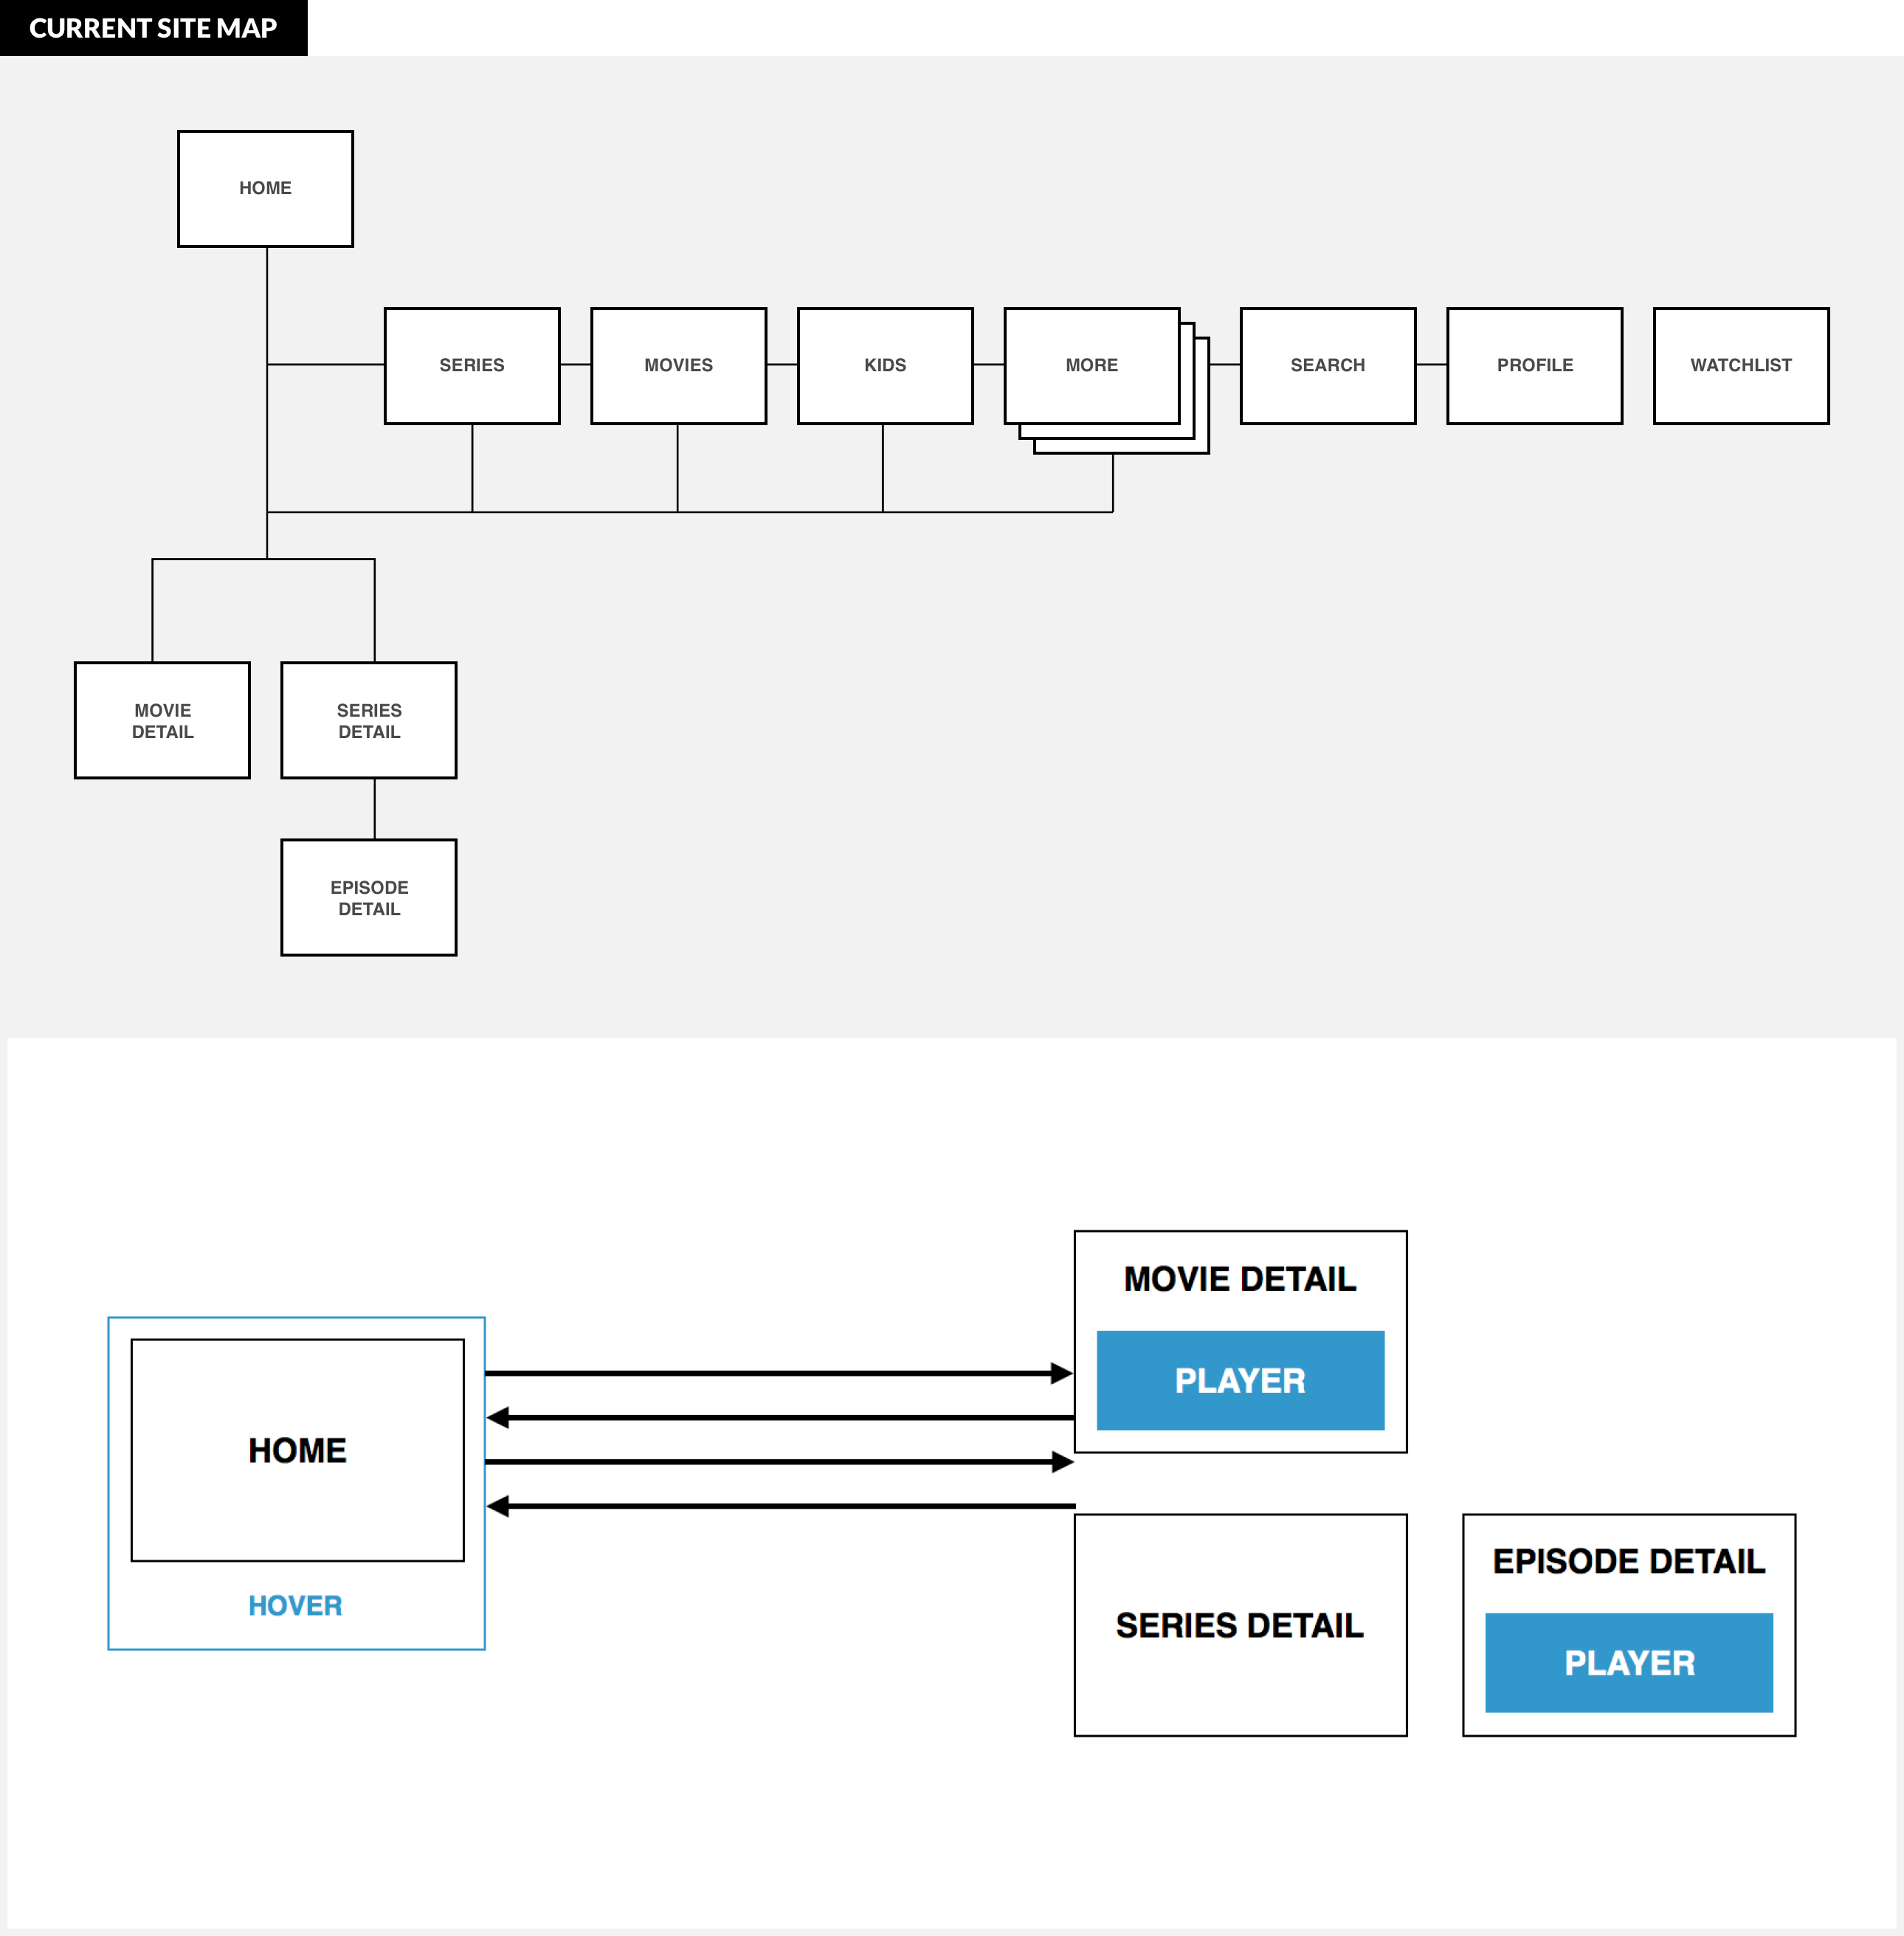 CURRENT SITE MAP
HOME
SERIES
MOVIES
KIDS
MORE
SEARCH
PROFILE
WATCHLIST
MOVIE
DETAIL
SERIES
DETAIL
EPISODE
DETAIL
MOVIE DETAIL
PLAYER
HOME
HOVER
SERIES DETAIL
EPISODE DETAIL
PLAYER